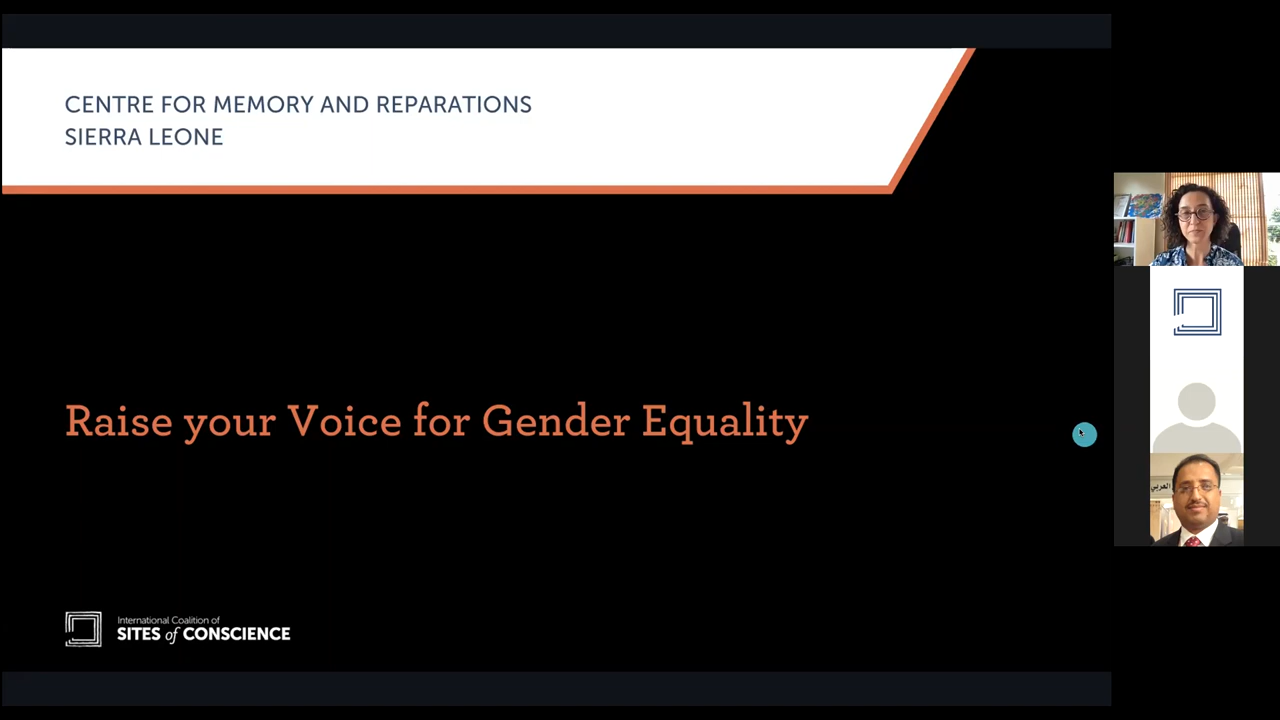 CENTRE FOR MEMORY AND REPARATIONS
SIERRA LEONE
Raise your Voice for Gender Equality
International Coalition of
SITES of CONSCIENCE
العربي